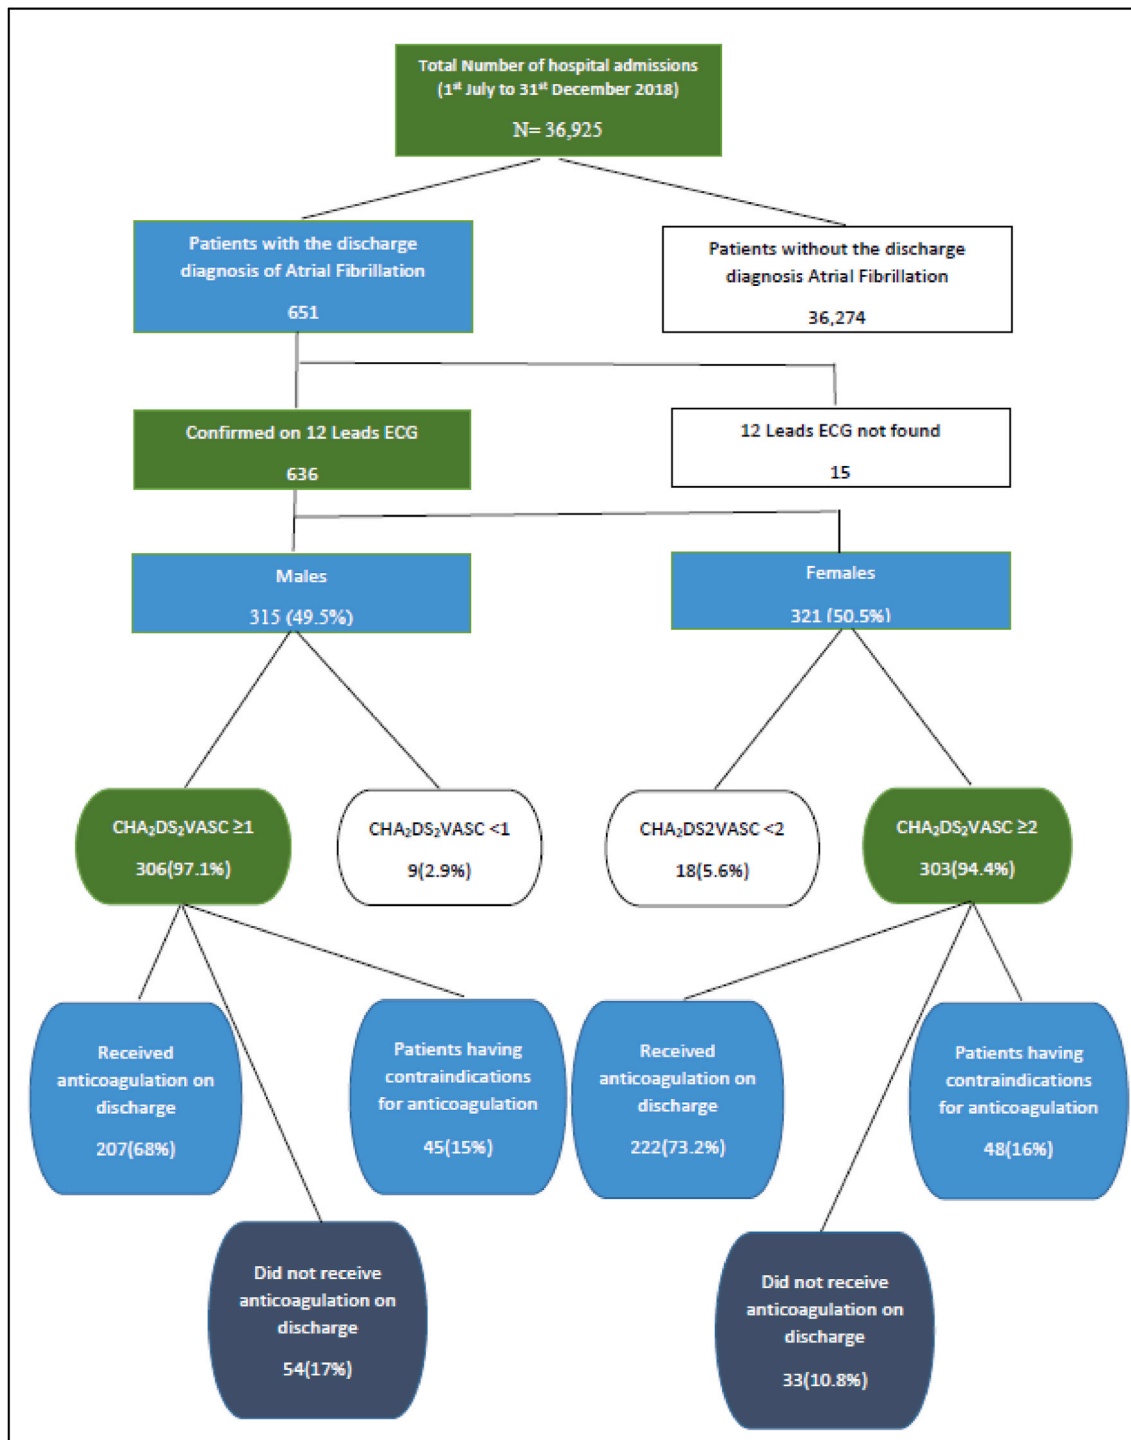 Total Number of hospital admissions
(1st July to 31st December 2018)
N= 36,925
Patients with the discharge
diagnosis of Atrial Fibrillation
651
Patients without the discharge
diagnosis Atrial Fibrillation
36,274
Confirmed on 12 Leads ECG
636
12 Leads ECG not found
15
Males
315 (49.5%)
Females
321 (50.5%)
CHA₂DS₂VASC ≥1
306(97.1%)
CHA₂DS₂VASC <1
9(2.9%)
CHA₂DS2VASC <2
18(5.6%)
CHA₂DS₂VASC ≥2
303(94.4%)
Received
anticoagulation on
discharge
207(68%)
Patients having
contraindications
for anticoagulation
45(15%)
Received
anticoagulation on
discharge
222(73.2%)
Patients having
contraindications
for anticoagulation
48(16%)
Did not receive
anticoagulation on
discharge
54(17%)
Did not receive
anticoagulation on
discharge
33(10.8%)